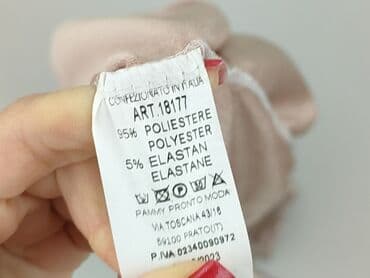 CONFEZIONATO IN ITALIA
ART.18177
95% POLIESTERE
POLYESTER
5% ELASTAN
ELASTANE
PAMMY PRONTO MODA
VIA TOSCANA 43/
59100 PRATO(IT)
P.IVA 02340090972
2023